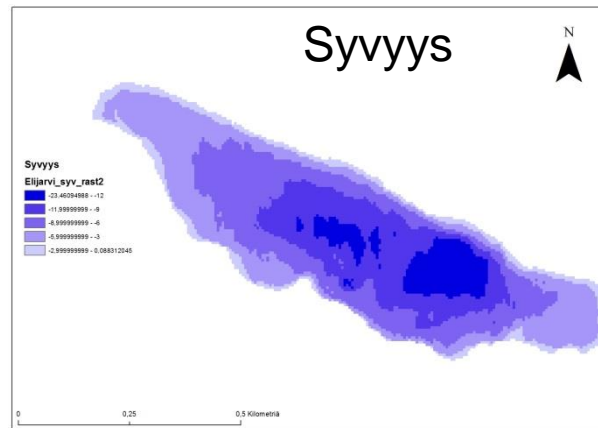 Syvyys
N
Syvyys
Elijarvi_syv_rast2
-23.46094988 - -12
-11,99999999 - -9
-8,999999999 - -6
-5,999999999 - -3
-2,999999999 - 0,088312045
0 0,25 0,5 Kilometriä